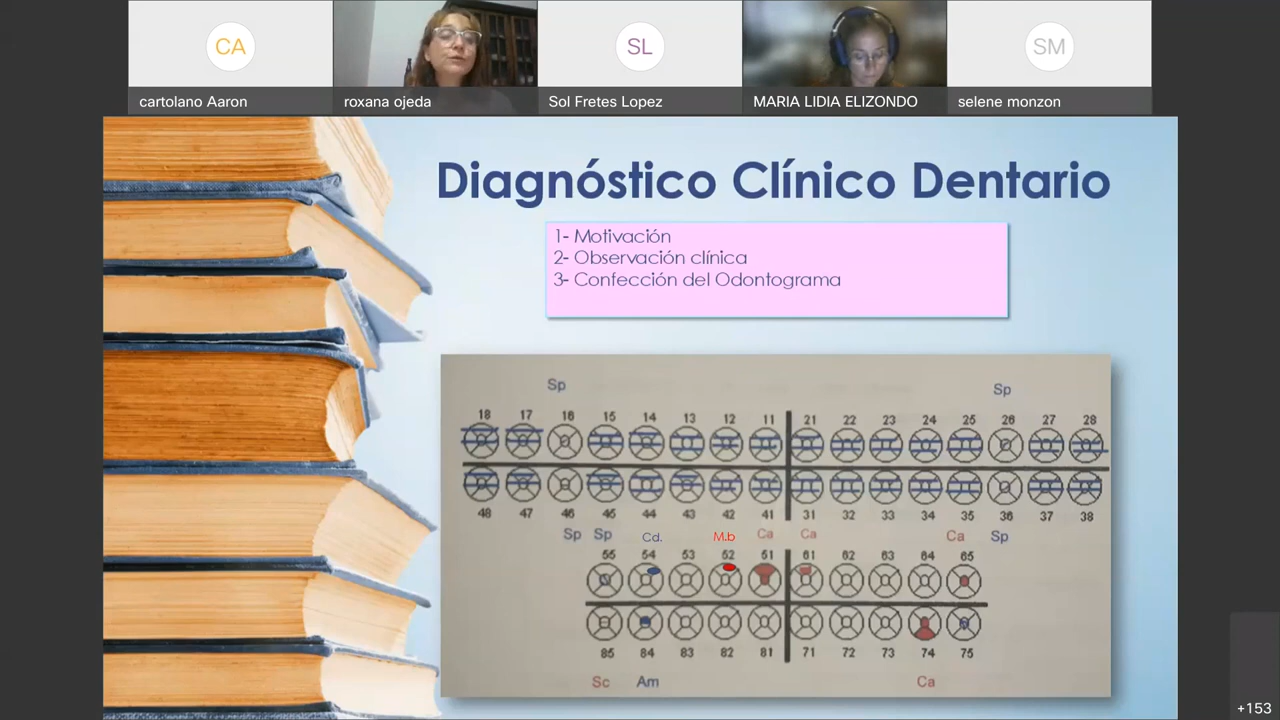 CA
SL
SM
cartolano Aaron
roxana ojeda
Sol Fretes Lopez
MARIA LIDIA ELIZONDO
selene monzon
Diagnóstico Clínico Dentario
1- Motivación
2- Observación clínica
3- Confección del Odontograma
Sp Sp
18 17 16 15 14 13 12 11 21 22 23 24 25 26 27 28
48 47 46 45 44 43 42 41 31 32 33 34 35 36 37 38
Sp Sp Cd. M.b Ca Ca Ca Sp
55 54 53 52 51 61 62 63 64 65
85 84 83 82 81 71 72 73 74 75
Sc Am Ca
+153